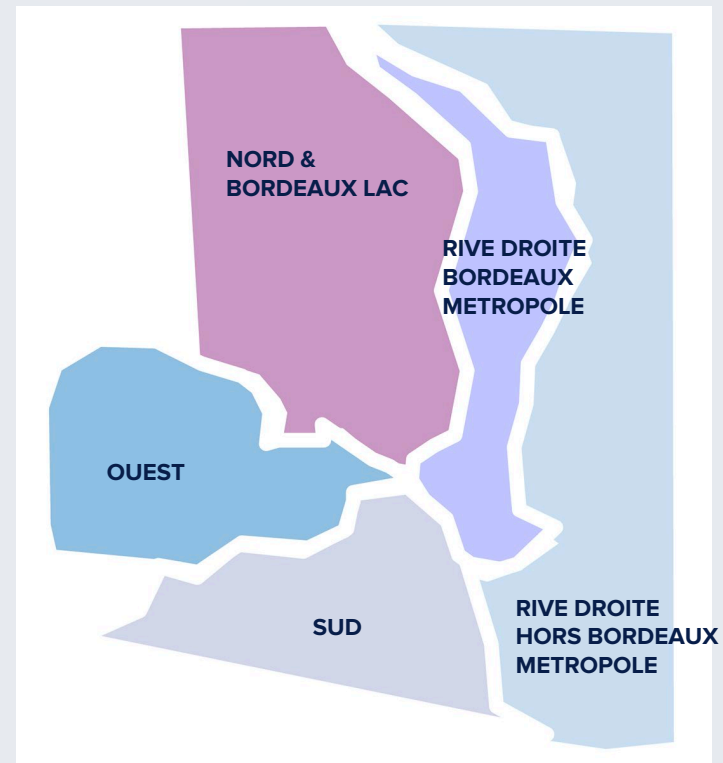 NORD &
BORDEAUX LAC
RIVE DROITE
BORDEAUX
METROPOLE
OUEST
SUD
RIVE DROITE
HORS BORDEAUX
METROPOLE